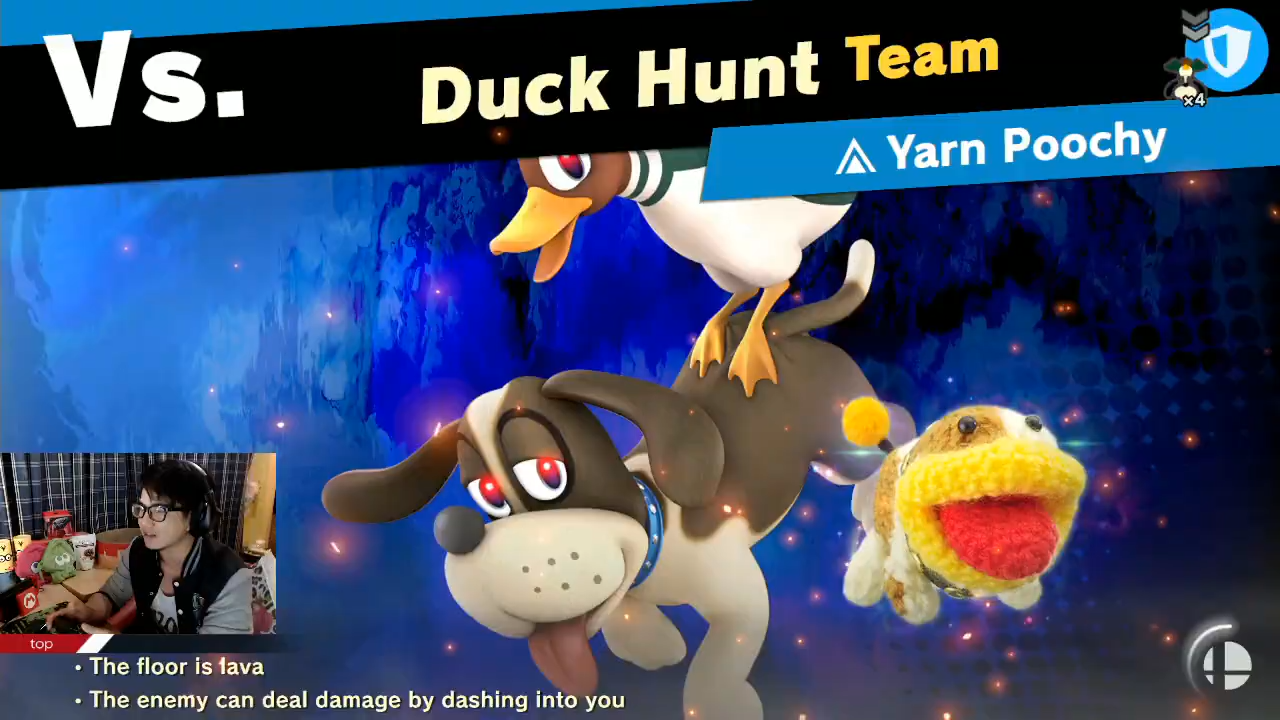 Vs.
Duck Hunt Team
x4
Yarn Poochy
top
• The floor is lava
• The enemy can deal damage by dashing into you